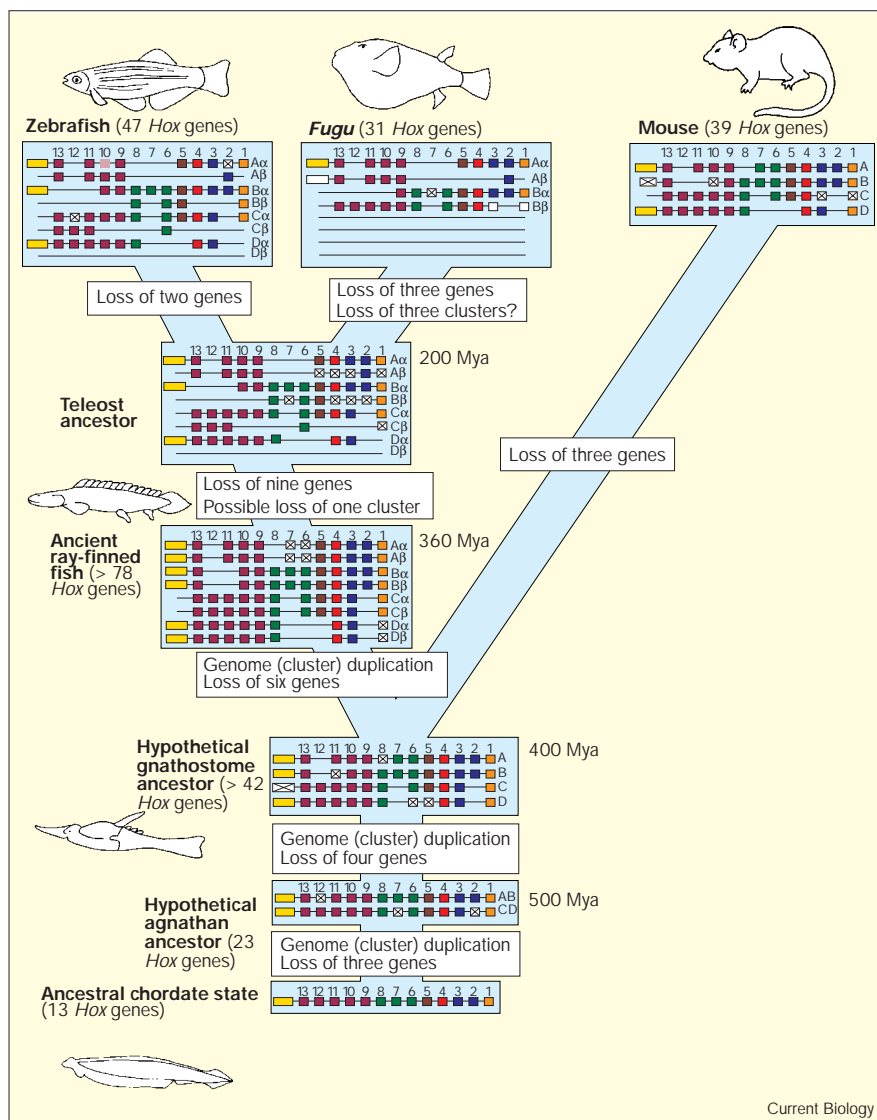 Zebrafish (47 Hox genes)
Fugu (31 Hox genes)
Mouse (39 Hox genes)
13 12 11 10 9 8 7 6 5 4 3 2 1
Aα
Aβ
Bα
Bβ
Cα
Cβ
Dα
Dβ
13 12 11 10 9 8 7 6 5 4 3 2 1
Aα
Aβ
Bα
Bβ
13 12 11 10 9 8 7 6 5 4 3 2 1
A
B
C
D
Loss of two genes
Loss of three genes
Loss of three clusters?
Teleost
ancestor
13 12 11 10 9 8 7 6 5 4 3 2 1
Aα
Aβ
Bα
Bβ
Cα
Cβ
Dα
Dβ
200 Mya
Loss of three genes
Loss of nine genes
Possible loss of one cluster
Ancient
ray-finned
fish (> 78
Hox genes)
13 12 11 10 9 8 7 6 5 4 3 2 1
Aα
Aβ
Bα
Bβ
Cα
Cβ
Dα
Dβ
360 Mya
Genome (cluster) duplication
Loss of six genes
Hypothetical
gnathostome
ancestor (> 42
Hox genes)
13 12 11 10 9 8 7 6 5 4 3 2 1
A
B
C
D
400 Mya
Genome (cluster) duplication
Loss of four genes
Hypothetical
agnathan
ancestor (23
Hox genes)
13 12 11 10 9 8 7 6 5 4 3 2 1
AB
CD
500 Mya
Genome (cluster) duplication
Loss of three genes
Ancestral chordate state
(13 Hox genes)
13 12 11 10 9 8 7 6 5 4 3 2 1
Current Biology